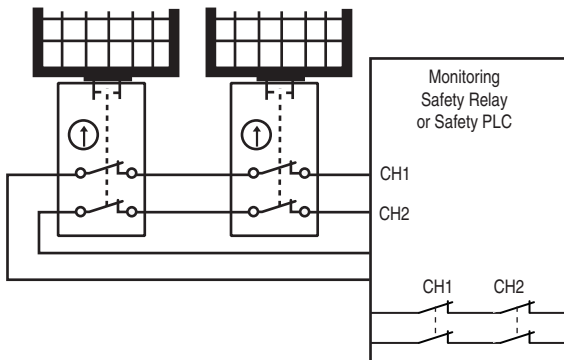 Monitoring
Safety Relay
or Safety PLC
CH1
CH2
CH1 CH2